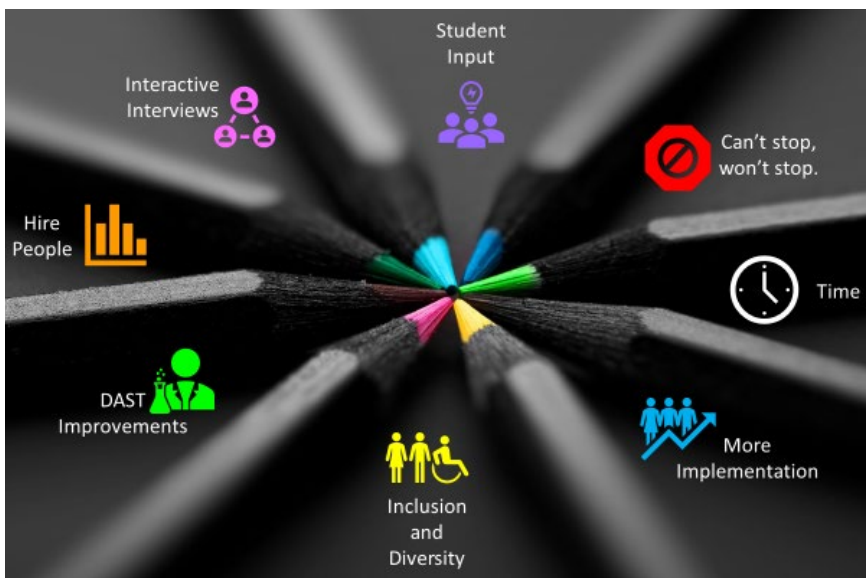 Student
Input
Interactive
Interviews
Can't stop,
won't stop.
Hire
People
Time
DAST
Improvements
More
Implementation
Inclusion
and
Diversity